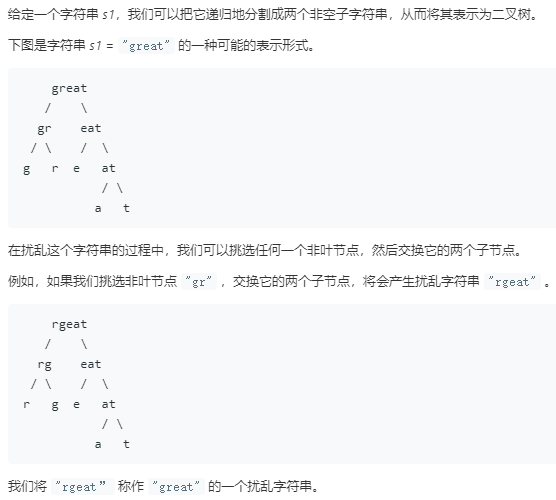 给定一个字符串 s1，我们可以把它递归地分割成两个非空子字符串，从而将其表示为二叉树。
下图是字符串 s1 = "great" 的一种可能的表示形式。
great
/ \
gr eat
/ \ / \
g r e at
/ \
a t
在扰乱这个字符串的过程中，我们可以挑选任何一个非叶节点，然后交换它的两个子节点。
例如，如果我们挑选非叶节点 "gr" ，交换它的两个子节点，将会产生扰乱字符串 "rgeat" 。
rgeat
/ \
rg eat
/ \ / \
r g e at
/ \
a t
我们将 "rgeat” 称作 "great" 的一个扰乱字符串。